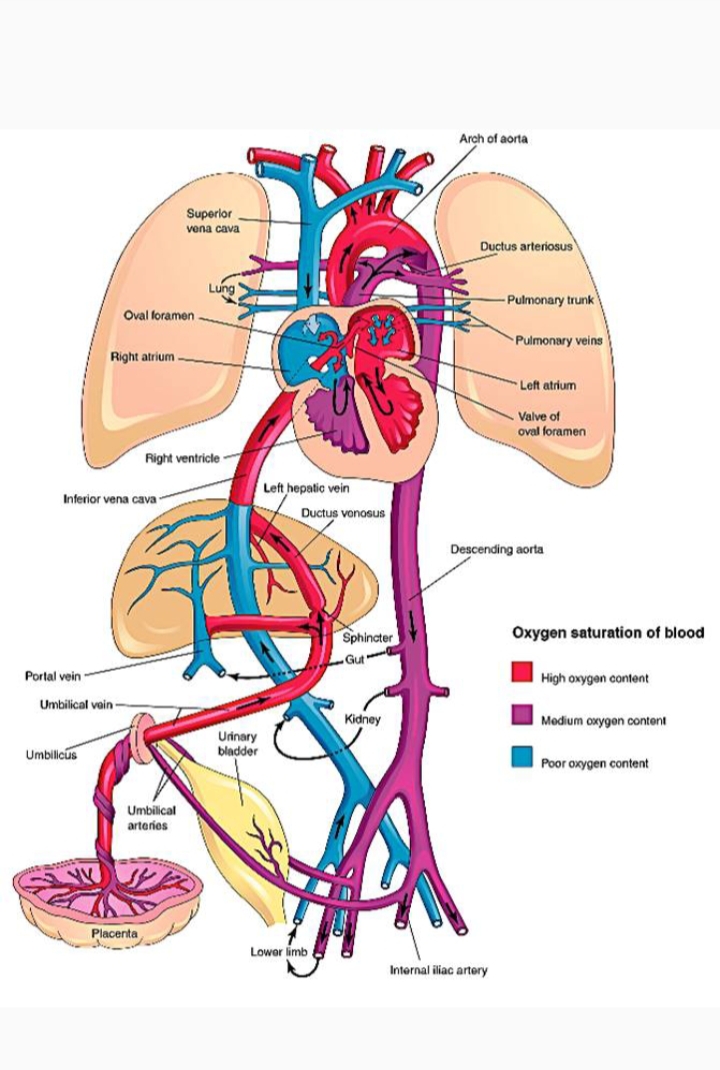 Arch of aorta
Superior
vena cava
Ductus arteriosus
Lung
Pulmonary trunk
Oval foramen
Pulmonary veins
Right atrium
Left atrium
Valve of
oval foramen
Right ventricle
Left hepatic vein
Inferior vena cava
Ductus venosus
Descending aorta
Oxygen saturation of blood
Sphincter
Gut
High oxygen content
Portal vein
Umbilical vein
Kidney
Medium oxygen content
Urinary
bladder
Umbilicus
Poor oxygen content
Umbilical
arteries
Placenta
Lower limb
Internal iliac artery